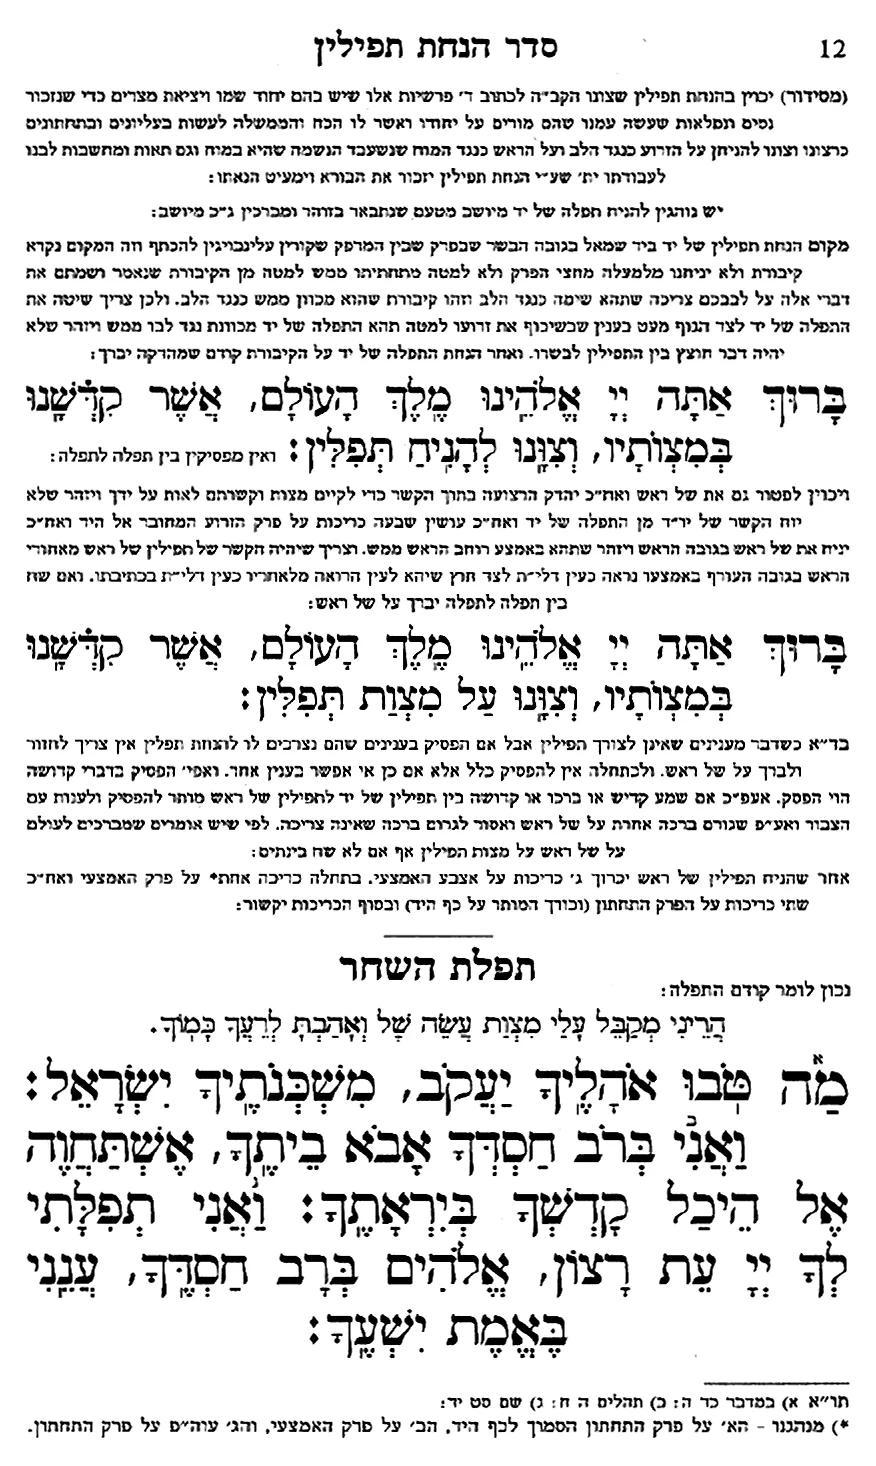 12
סדר הנחת תפילין
(מסידור) יכוין בהנחת תפילין שצונו הקב״ה לכתוב ד׳ פרשיות אלו שיש בהם יחוד שמו ויציאת מצרים כדי שנזכור
נסים ונפלאות שעשה עמנו שהם מורים על יחודו ואשר לו הכח והממשלה לעשות בעליונים ובתחתונים
כרצונו וצונו להניחן על הזרוע כנגד הלב ועל הראש כנגד המוח שנשעבד הנשמה שהיא במוח וגם תאות ומחשבות לבנו
לעבודתו ית׳ שע״י הנחת תפילין יזכור את הבורא וימעיט הנאתו:
יש נוהגין להניח תפלה של יד מיושב מטעם שנתבאר בזוהר ומברכין ג״כ מיושב:
מקום הנחת תפילין של יד ביד שמאל בגובה הבשר שבפרק שבין המרפק שקורין עלינבויגין להכתף וזה המקום נקרא
קיבורת ולא יניחנו מלמעלה מחצי הפרק ולא למטה מתחתיתו ממש למטה מן הקיבורת שנאמר ושמתם את
דברי אלה על לבבכם צריכה שתהא שימה כנגד הלב וזהו קיבורת שהוא מכוון ממש כנגד הלב. ולכן צריך שיטה את
התפלה של יד לצד הגוף מעט בענין שכשיכוף את זרועו למטה תהא התפלה של יד מכוונת נגד לבו ממש ויזהר שלא
יהיה דבר חוצץ בין התפילין לבשרו. ואחר הנחת התפלה של יד על הקיבורת קודם שמהדקה יברך:
בָּרוּךְ אַתָּה יְיָ אֱלֹהֵֽינוּ מֶֽלֶךְ הָעוֹלָם, אֲשֶׁר קִדְּשָֽׁנוּ
בְּמִצְוֹתָיו, וְצִוָּֽנוּ לְהָנִֽיחַ תְּפִלִּין: ואין מפסיקין בין תפלה לתפלה:
ויכוין לפטור גם את של ראש ואח״כ יהדק הרצועה בתוך הקשר כדי לקיים מצות וקשרתם לאות על ידך ויזהר שלא
יזוח הקשר של יו״ד מן התפלה של יד ואח״כ עושין שבעה כריכות על פרק הזרוע המחובר אל היד ואח״כ
יניח את של ראש בגובה הראש ויזהר שתהא באמצע רוחב הראש ממש. וצריך שיהיה הקשר של תפילין של ראש מאחורי
הראש בגובה העורף באמצעו נראה כעין דלי״ת לצד חוץ שיהא לעין הרואה מלאחריו כעין דלי״ת בכתיבתו. ואם שח
בין תפלה לתפלה יברך על של ראש:
בָּרוּךְ אַתָּה יְיָ אֱלֹהֵֽינוּ מֶֽלֶךְ הָעוֹלָם, אֲשֶׁר קִדְּשָֽׁנוּ
בְּמִצְוֹתָיו, וְצִוָּֽנוּ עַל מִצְוַת תְּפִלִּין:
בד״א כשדבר מענינים שאינן לצורך תפילין אבל אם הפסיק בענינים שהם נצרכים לו להנחת תפלין אין צריך לחזור
ולברך על של ראש. ולכתחלה אין להפסיק כלל אלא אם כן אי אפשר בענין אחר. ואפי׳ הפסיק בדברי קדושה
הוי הפסק. אעפ״כ אם שמע קדיש או ברכו או קדושה בין תפילין של יד לתפילין של ראש מותר להפסיק ולענות עם
הצבור ואע״פ שגורם ברכה אחרת על של ראש ואסור לגרום ברכה שאינה צריכה. לפי שיש אומרים שמברכים לעולם
על של ראש על מצות תפילין אף אם לא שח בינתים:
אחר שהניח תפילין של ראש יכרוך ג׳ כריכות על אצבע האמצעי. בתחלה כריכה אחת* על פרק האמצעי ואח״כ
שתי כריכות על הפרק התחתון (וכורך המותר על כף היד) ובסוף הכריכות יקשור:
תפלת השחר
נכון לומר קודם התפלה:
הֲרֵינִי מְקַבֵּל עָלַי מִצְוַת עֲשֵׂה שֶׁל וְאָהַבְתָּ לְרֵעֲךָ כָּמֽוֹךָ.
מַה א טֹּֽבוּ אֹהָלֶֽיךָ יַעֲקֹב, מִשְׁכְּנֹתֶֽיךָ יִשְׂרָאֵל:
וַאֲנִי ב בְּרֹב חַסְדְּךָ אָבֹא בֵיתֶֽךָ, אֶשְׁתַּחֲוֶה
אֶל הֵיכַל קָדְשְׁךָ בְּיִרְאָתֶֽךָ: וַאֲנִי ג תְפִלָּתִי
לְךָ יְיָ עֵת רָצוֹן, אֱלֹהִים בְּרָב חַסְדֶּֽךָ, עֲנֵֽנִי
בֶּאֱמֶת יִשְׁעֶֽךָ:
תו״א א) במדבר כד ה: ב) תהלים ה ח: ג) שם סט יד:
*) מנהגנו – הא׳ על פרק התחתון הסמוך לכף היד, הב׳ על פרק האמצעי, והג׳ עוה״פ על פרק התחתון.